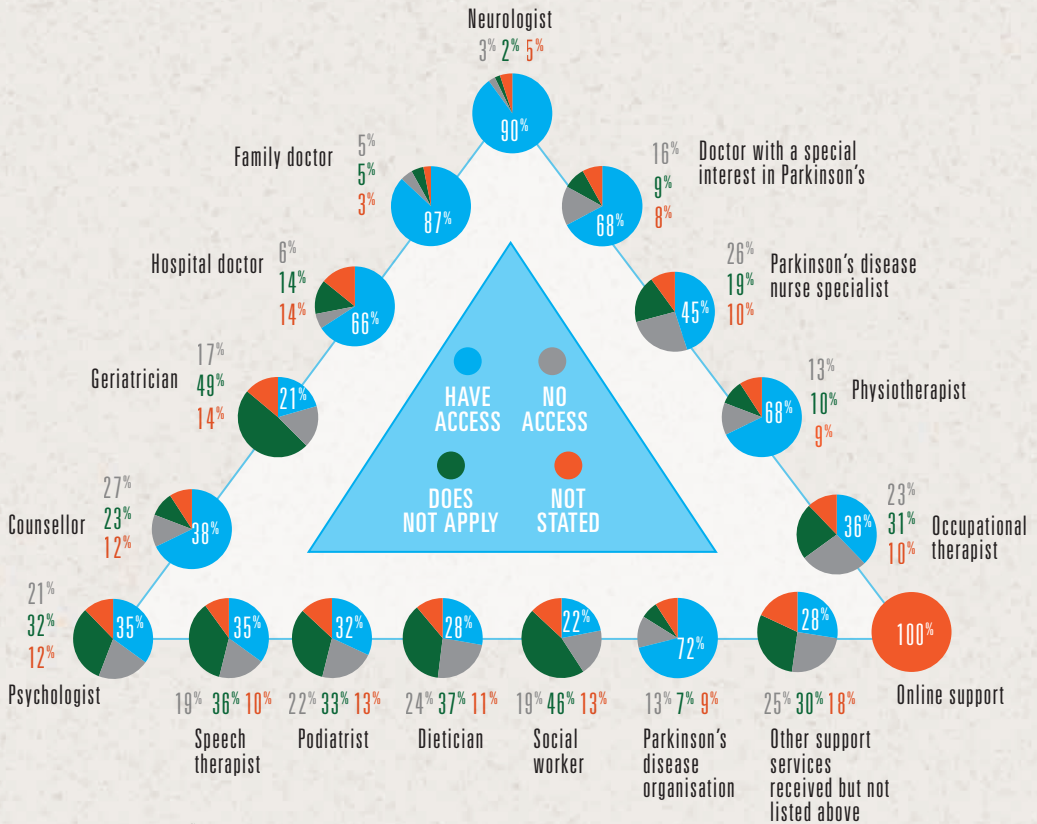 Neurologist
3% 2% 5%
90%
Family doctor
5%
5%
3%
87%
Doctor with a special
interest in Parkinson's
16%
9%
8%
68%
Hospital doctor
6%
14%
14%
66%
Parkinson's disease
nurse specialist
26%
19%
10%
45%
Geriatrician
17%
49%
14%
21%
Physiotherapist
13%
10%
9%
68%
HAVE
ACCESS
NO
ACCESS
DOES
NOT APPLY
NOT
STATED
Counsellor
27%
23%
12%
38%
Occupational
therapist
23%
31%
10%
36%
Psychologist
21%
32%
12%
35%
35%
19% 36% 10%
Speech
therapist
32%
22% 33% 13%
Podiatrist
28%
24% 37% 11%
Dietician
22%
19% 46% 13%
Social
worker
72%
13% 7% 9%
Parkinson's
disease
organisation
28%
25% 30% 18%
Other support
services
received but not
listed above
100%
Online support